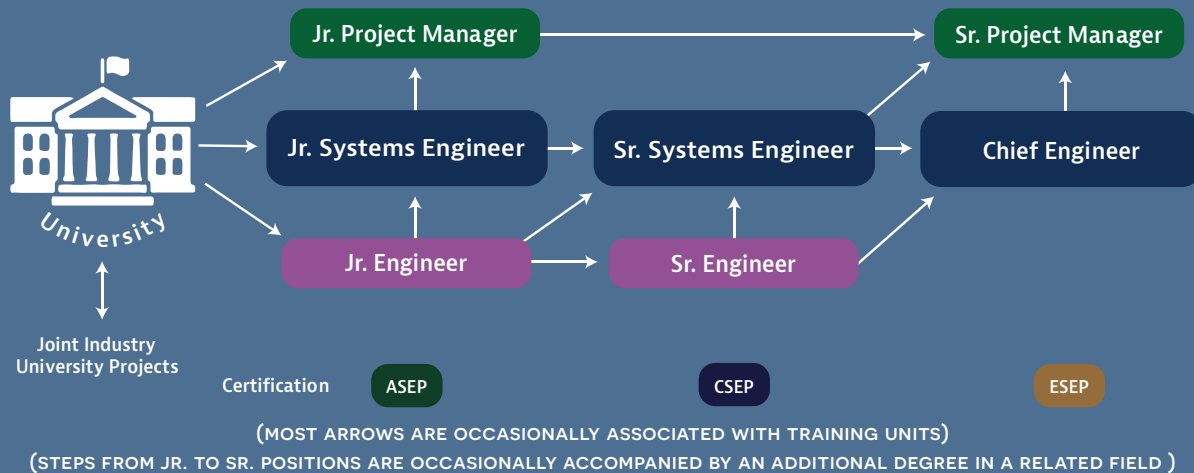 Jr. Project Manager
Sr. Project Manager
Jr. Systems Engineer
Sr. Systems Engineer
Chief Engineer
University
Jr. Engineer
Sr. Engineer
Joint Industry
University Projects
Certification
ASEP
CSEP
ESEP
(MOST ARROWS ARE OCCASIONALLY ASSOCIATED WITH TRAINING UNITS)
(STEPS FROM JR. TO SR. POSITIONS ARE OCCASIONALLY ACCOMPANIED BY AN ADDITIONAL DEGREE IN A RELATED FIELD )